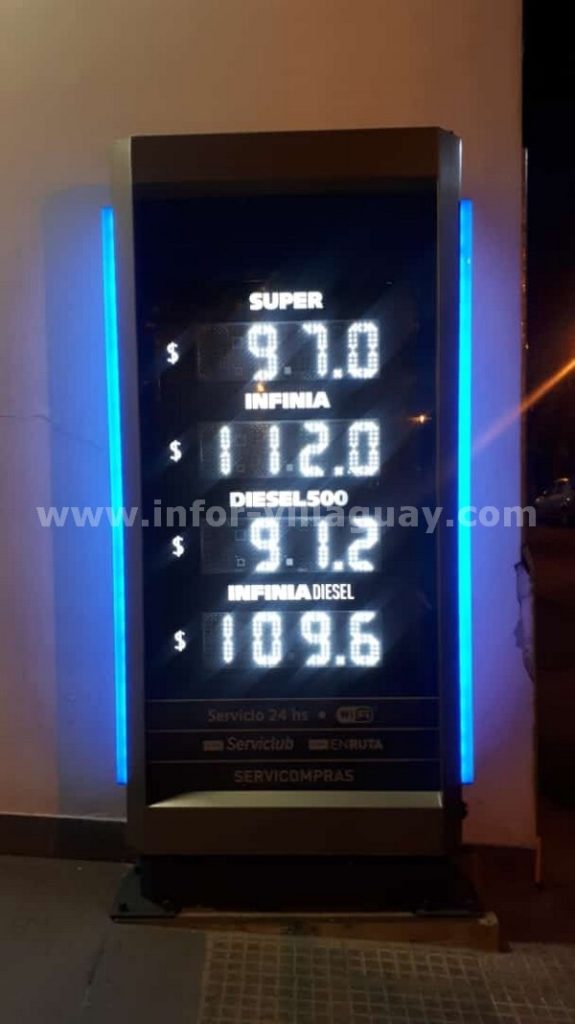 SUPER
$ 97.0
INFINIA
$ 112.0
DIESEL500
www.infor-villaguay.com
$ 91.2
INFINIA DIESEL
$ 109.6
Servicio 24 hs • WiFi
Serviclub ENRUTA
SERVICOMPRAS